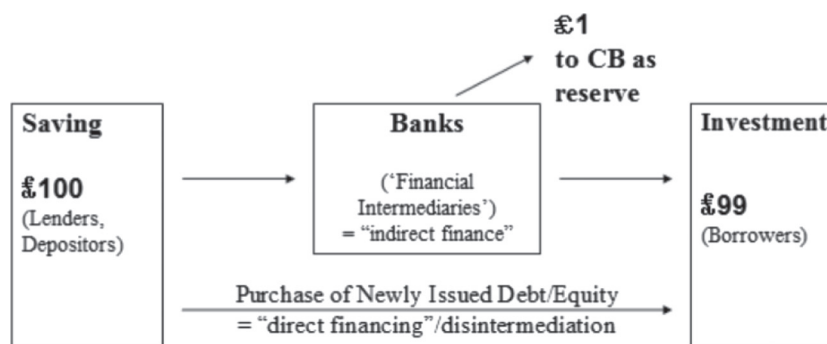 £1
to CB as
reserve
Saving
£100
(Lenders,
Depositors)
Banks
(‘Financial
Intermediaries’)
= “indirect finance”
Investment
£99
(Borrowers)
Purchase of Newly Issued Debt/Equity
= “direct financing”/disintermediation